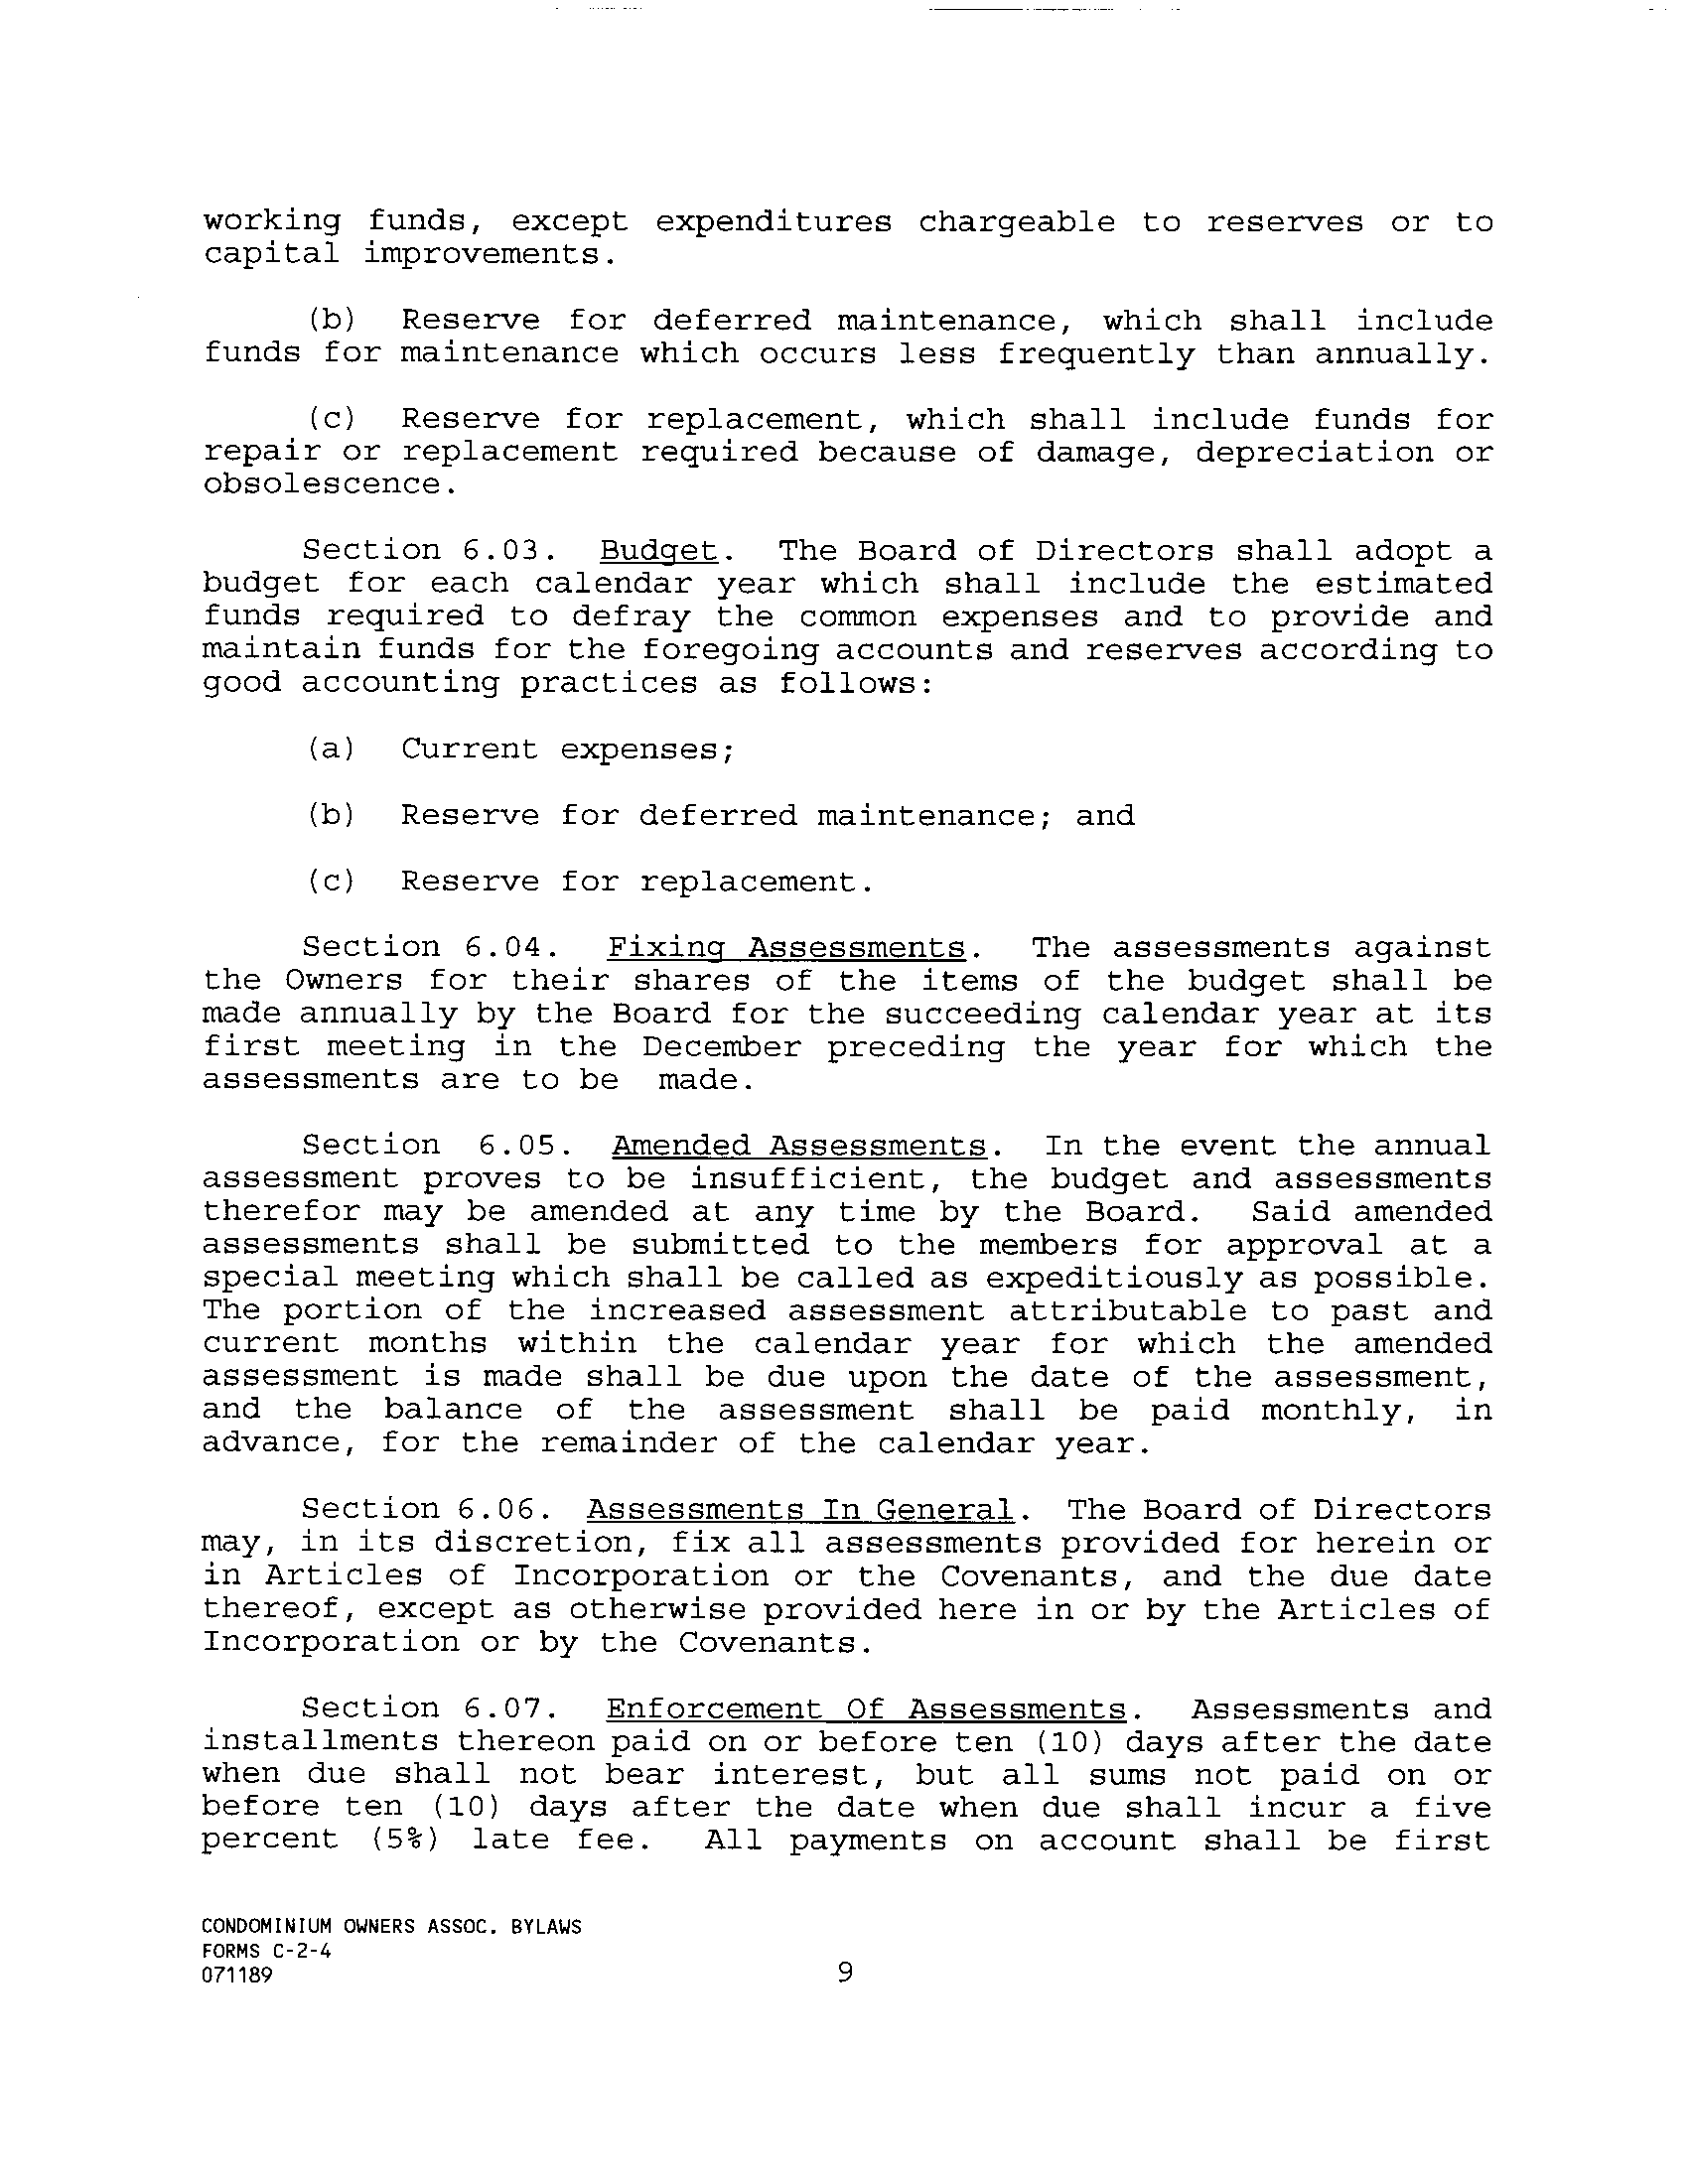 working funds, except expenditures chargeable to reserves or to
capital improvements.
(b) Reserve for deferred maintenance, which shall include
funds for maintenance which occurs less frequently than annually.
(c) Reserve for replacement, which shall include funds for
repair or replacement required because of damage, depreciation or
obsolescence.
Section 6.03. Budget. The Board of Directors shall adopt a
budget for each calendar year which shall include the estimated
funds required to defray the common expenses and to provide and
maintain funds for the foregoing accounts and reserves according to
good accounting practices as follows:
(a) Current expenses;
(b) Reserve for deferred maintenance; and
(c) Reserve for replacement.
Section 6.04. Fixing Assessments. The assessments against
the Owners for their shares of the items of the budget shall be
made annually by the Board for the succeeding calendar year at its
first meeting in the December preceding the year for which the
assessments are to be made.
Section 6.05. Amended Assessments. In the event the annual
assessment proves to be insufficient, the budget and assessments
therefor may be amended at any time by the Board. Said amended
assessments shall be submitted to the members for approval at a
special meeting which shall be called as expeditiously as possible.
The portion of the increased assessment attributable to past and
current months within the calendar year for which the amended
assessment is made shall be due upon the date of the assessment,
and the balance of the assessment shall be paid monthly, in
advance, for the remainder of the calendar year.
Section 6.06. Assessments In General. The Board of Directors
may, in its discretion, fix all assessments provided for herein or
in Articles of Incorporation or the Covenants, and the due date
thereof, except as otherwise provided here in or by the Articles of
Incorporation or by the Covenants.
Section 6.07. Enforcement Of Assessments. Assessments and
installments thereon paid on or before ten (10) days after the date
when due shall not bear interest, but all sums not paid on or
before ten (10) days after the date when due shall incur a five
percent (5%) late fee. All payments on account shall be first
CONDOMINIUM OWNERS ASSOC. BYLAWS
FORMS C-2-4
071189
9